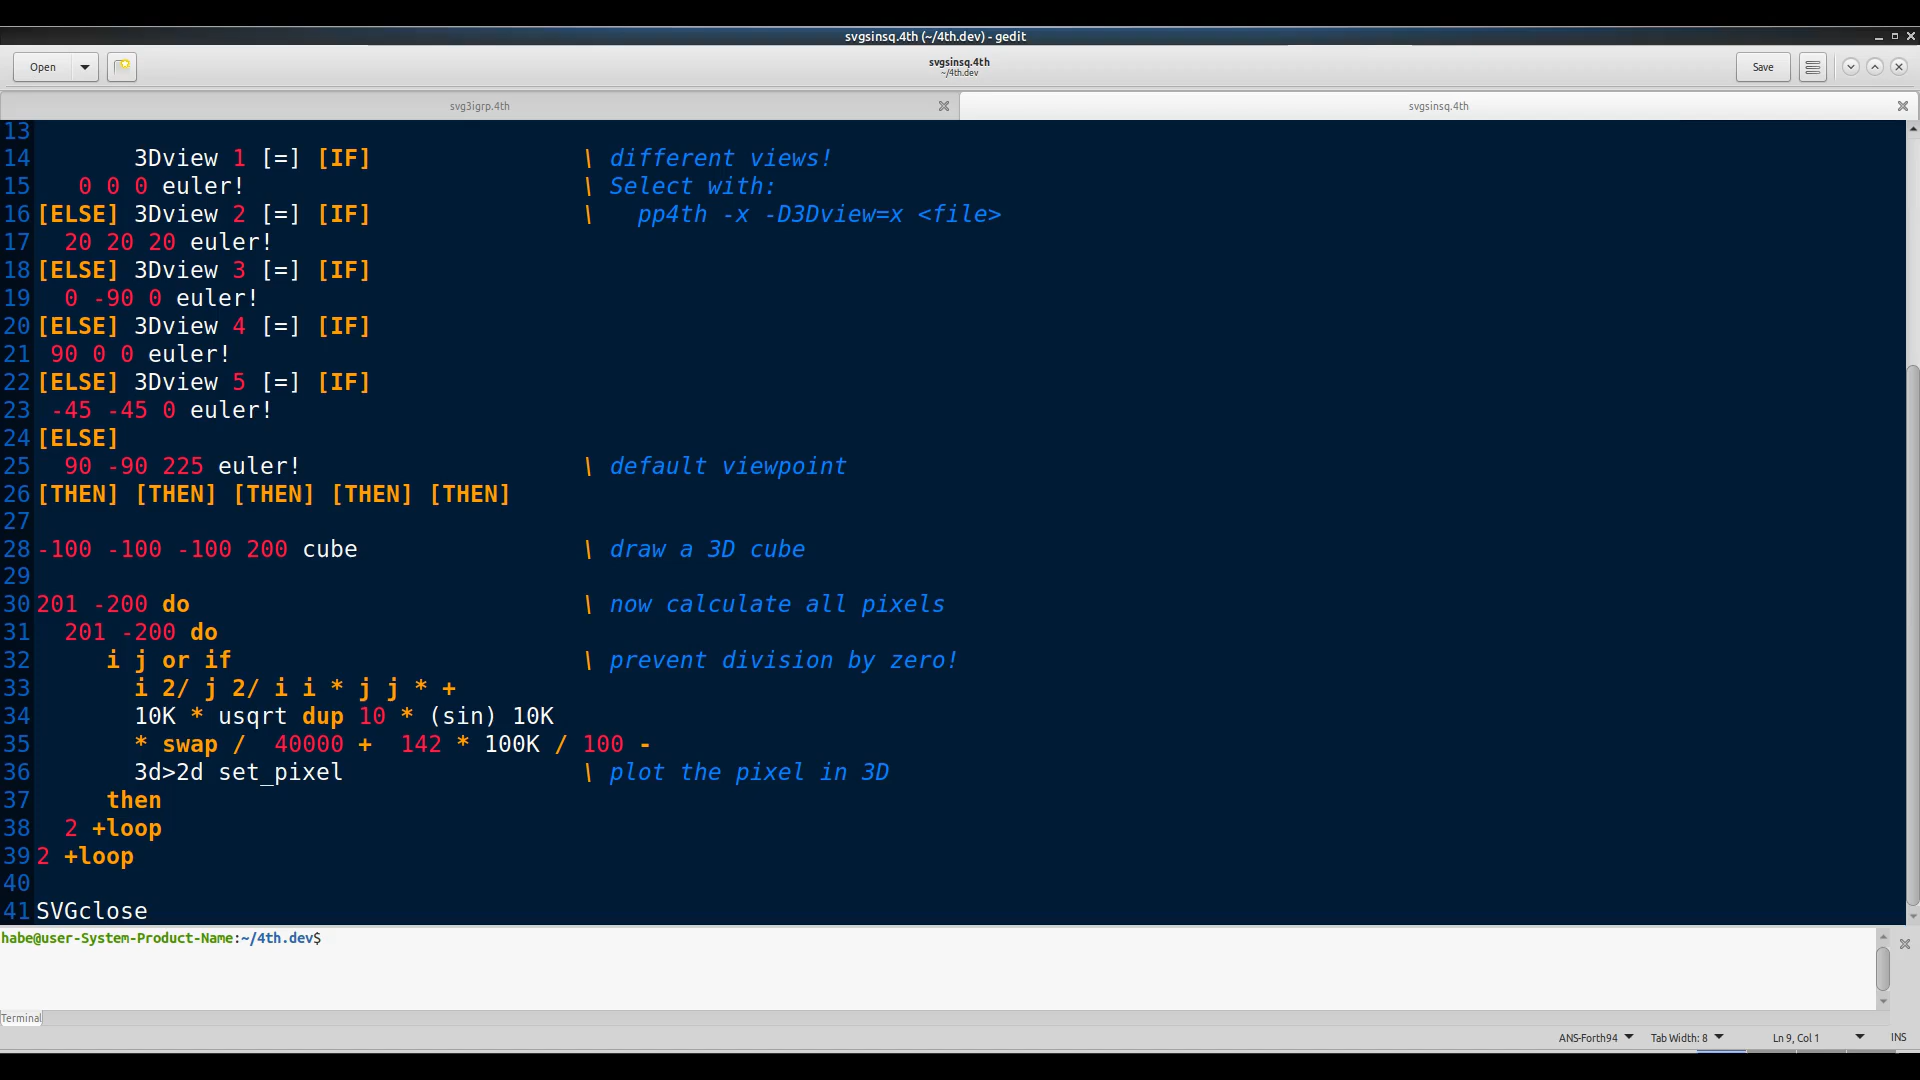 svgsinsq.4th (~/4th.dev) - gedit
Open
svgsinsq.4th
~/4th.dev
Save
svg3igrp.4th
svgsinsq.4th
13
14        3Dview 1 [=] [IF]                \ different views!
15    0 0 0 euler!                         \ Select with:
16 [ELSE] 3Dview 2 [=] [IF]                \   pp4th -x -D3Dview=x <file>
17   20 20 20 euler!
18 [ELSE] 3Dview 3 [=] [IF]
19   0 -90 0 euler!
20 [ELSE] 3Dview 4 [=] [IF]
21  90 0 0 euler!
22 [ELSE] 3Dview 5 [=] [IF]
23  -45 -45 0 euler!
24 [ELSE]
25   90 -90 225 euler!                     \ default viewpoint
26 [THEN] [THEN] [THEN] [THEN] [THEN]
27
28 -100 -100 -100 200 cube                 \ draw a 3D cube
29
30 201 -200 do                             \ now calculate all pixels
31   201 -200 do
32      i j or if                          \ prevent division by zero!
33        i 2/ j 2/ i i * j j * +
34        10K * usqrt dup 10 * (sin) 10K
35        * swap /  40000 +  142 * 100K / 100 -
36        3d>2d set_pixel                  \ plot the pixel in 3D
37      then
38   2 +loop
39 2 +loop
40
41 SVGclose
habe@user-System-Product-Name:~/4th.dev$
Terminal
ANS-Forth94 Tab Width: 8 Ln 9, Col 1 INS